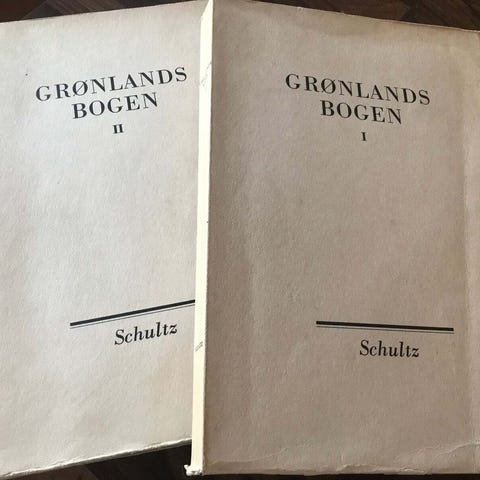 GRØNLANDS
BOGEN
II
Schultz
GRØNLANDS
BOGEN
I
Schultz